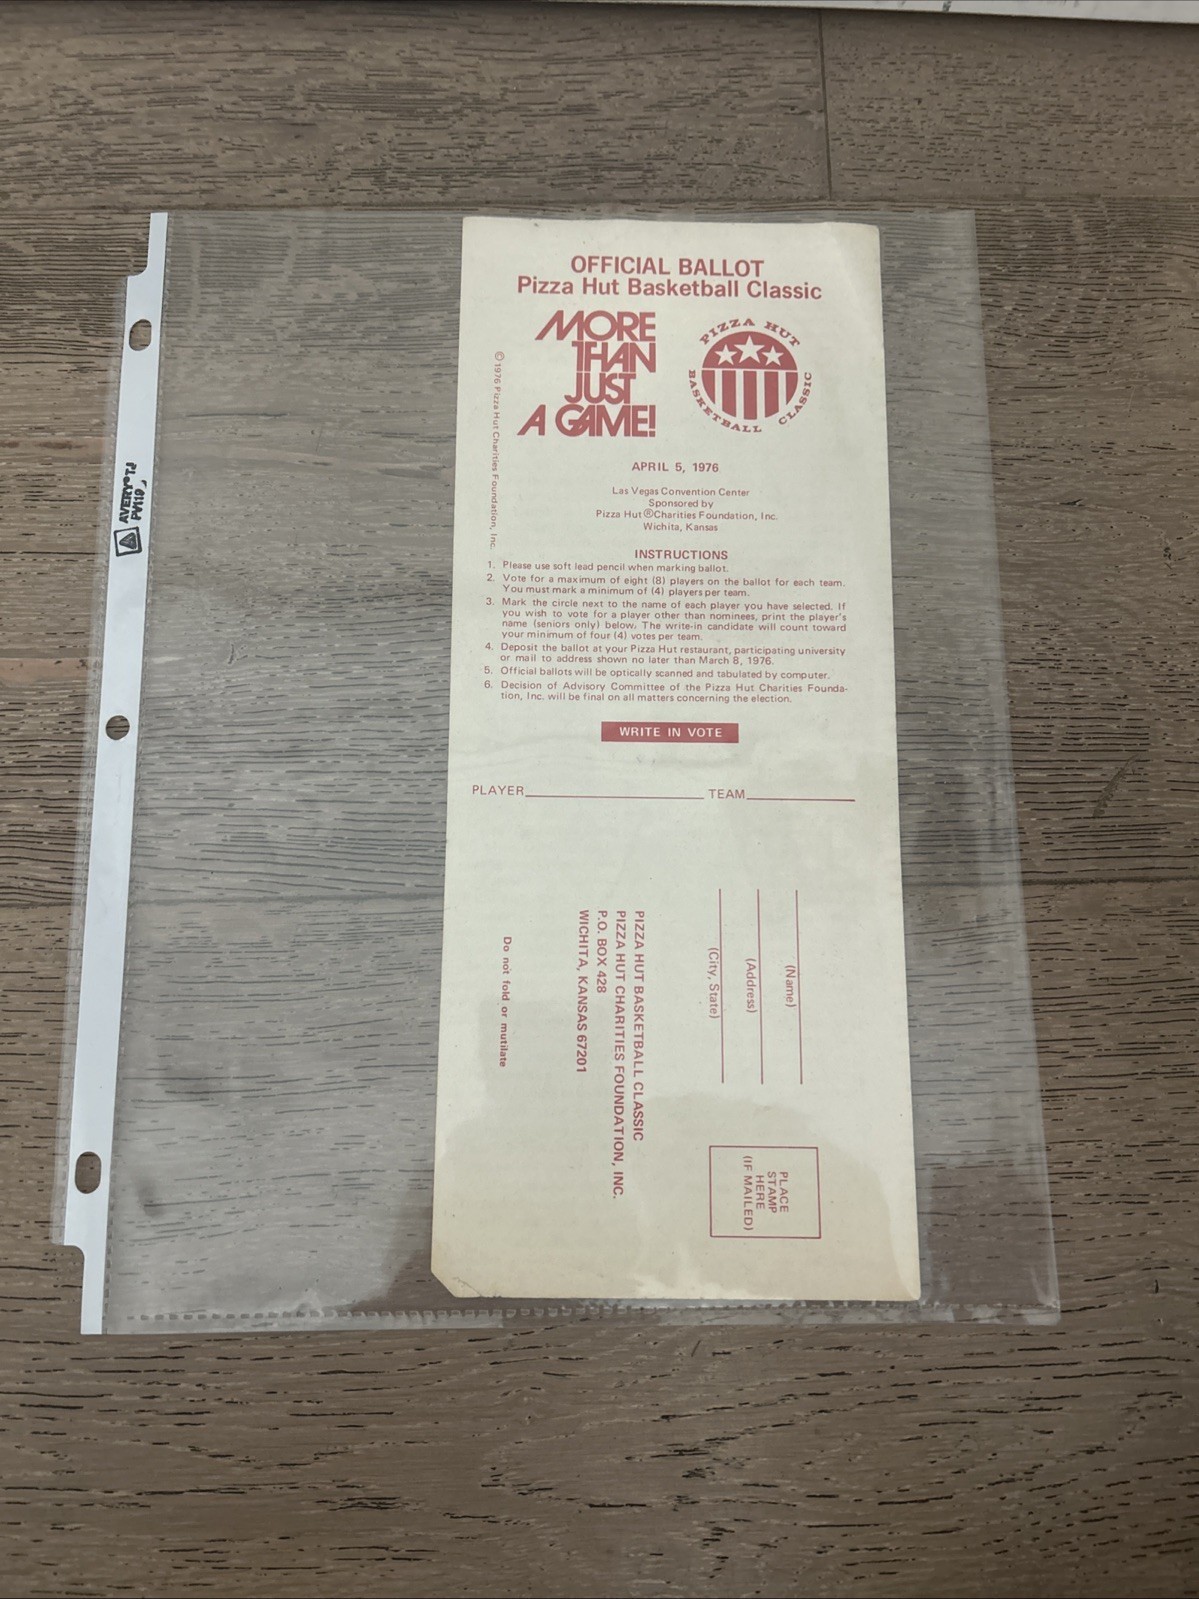 OFFICIAL BALLOT
Pizza Hut Basketball Classic
MORE
THAN
JUST
A GAME!
PIZZA HUT
BASKETBALL CLASSIC
© 1976 Pizza Hut Charities Foundation, Inc.
APRIL 5, 1976
Las Vegas Convention Center
Sponsored by
Pizza Hut® Charities Foundation, Inc.
Wichita, Kansas
INSTRUCTIONS
1. Please use soft lead pencil when marking ballot.
2. Vote for a maximum of eight (8) players on the ballot for each team.
You must mark a minimum of (4) players per team.
3. Mark the circle next to the name of each player you have selected. If
you wish to vote for a player other than nominees, print the player's
name (seniors only) below. The write-in candidate will count toward
your minimum of four (4) votes per team.
4. Deposit the ballot at your Pizza Hut restaurant, participating university
or mail to address shown no later than March 8, 1976.
5. Official ballots will be optically scanned and tabulated by computer.
6. Decision of Advisory Committee of the Pizza Hut Charities Founda-
tion, Inc. will be final on all matters concerning the election.
WRITE IN VOTE
PLAYER TEAM
(Name)
(Address)
(City, State)
PLACE
STAMP
HERE
(IF MAILED)
PIZZA HUT BASKETBALL CLASSIC
PIZZA HUT CHARITIES FOUNDATION, INC.
P.O. BOX 428
WICHITA, KANSAS 67201
Do not fold or mutilate
AVERY